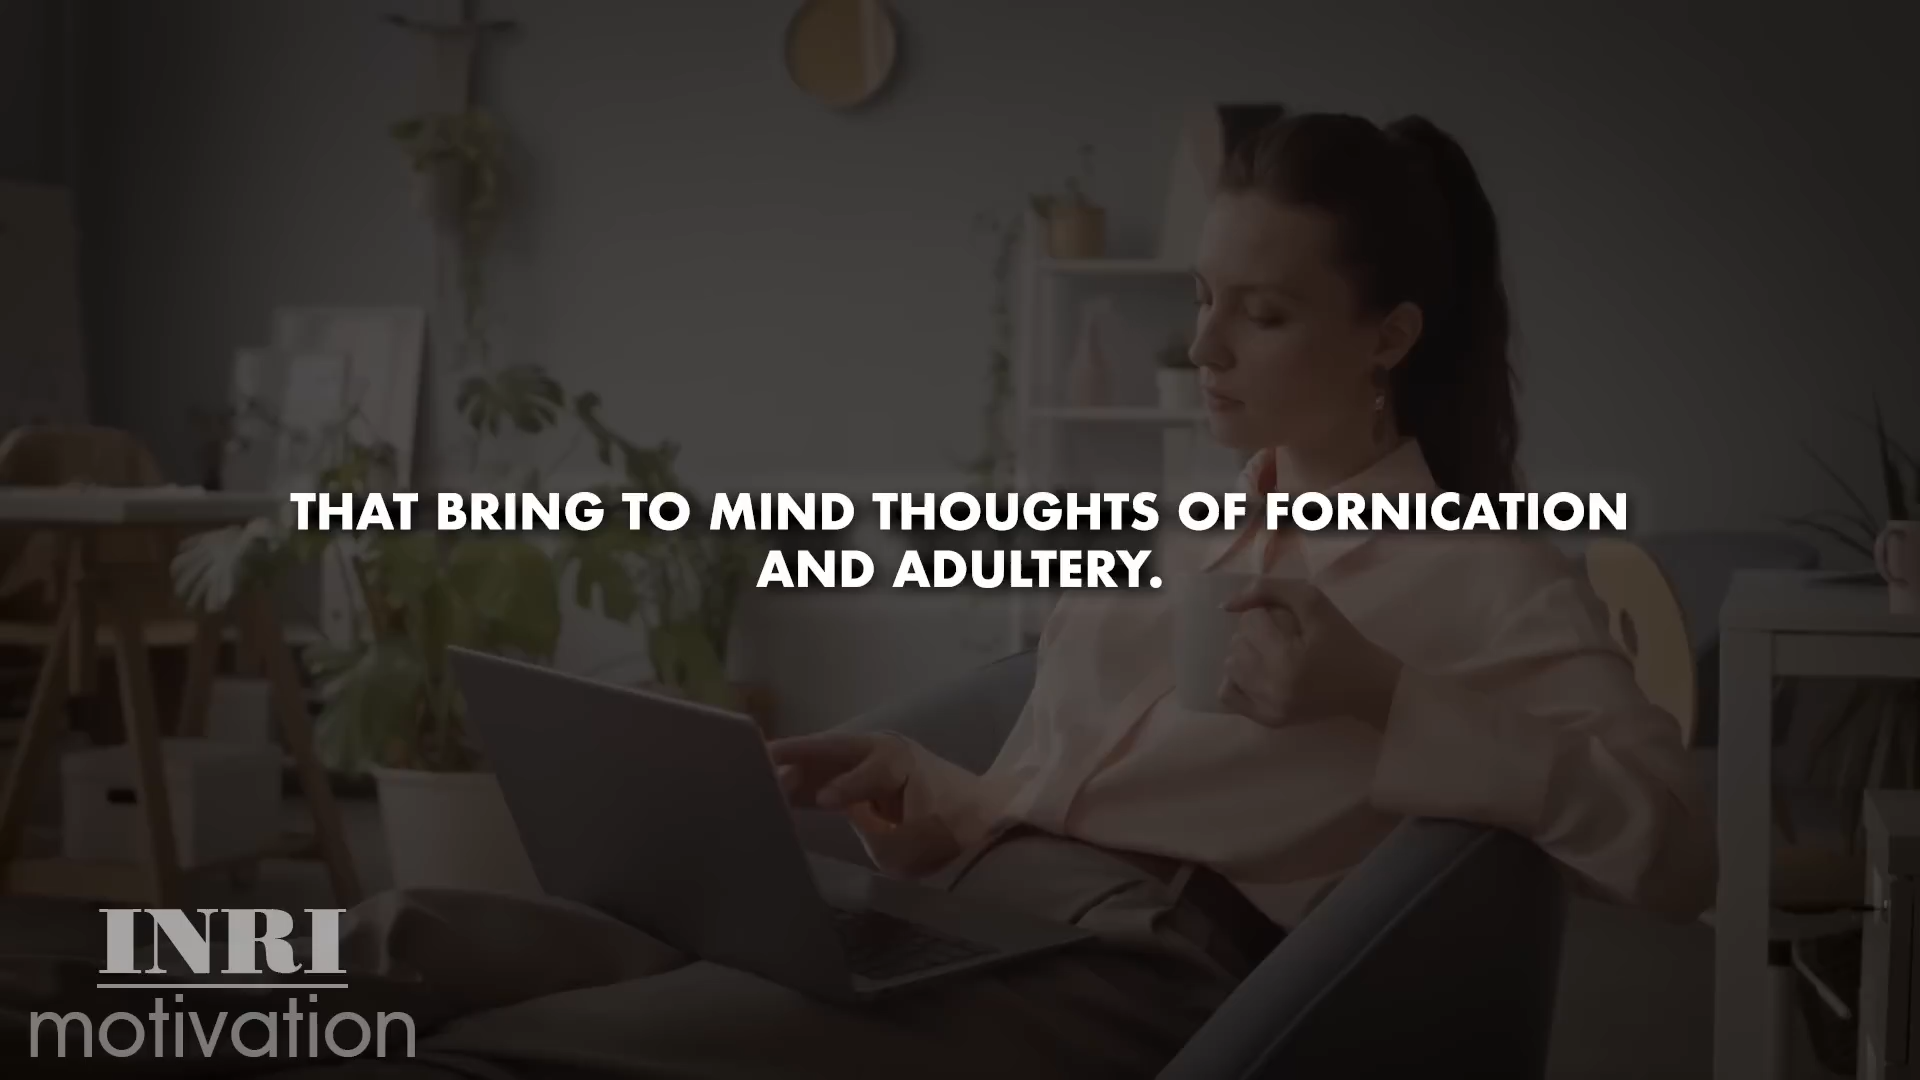 THAT BRING TO MIND THOUGHTS OF FORNICATION
AND ADULTERY.
INRI
motivation